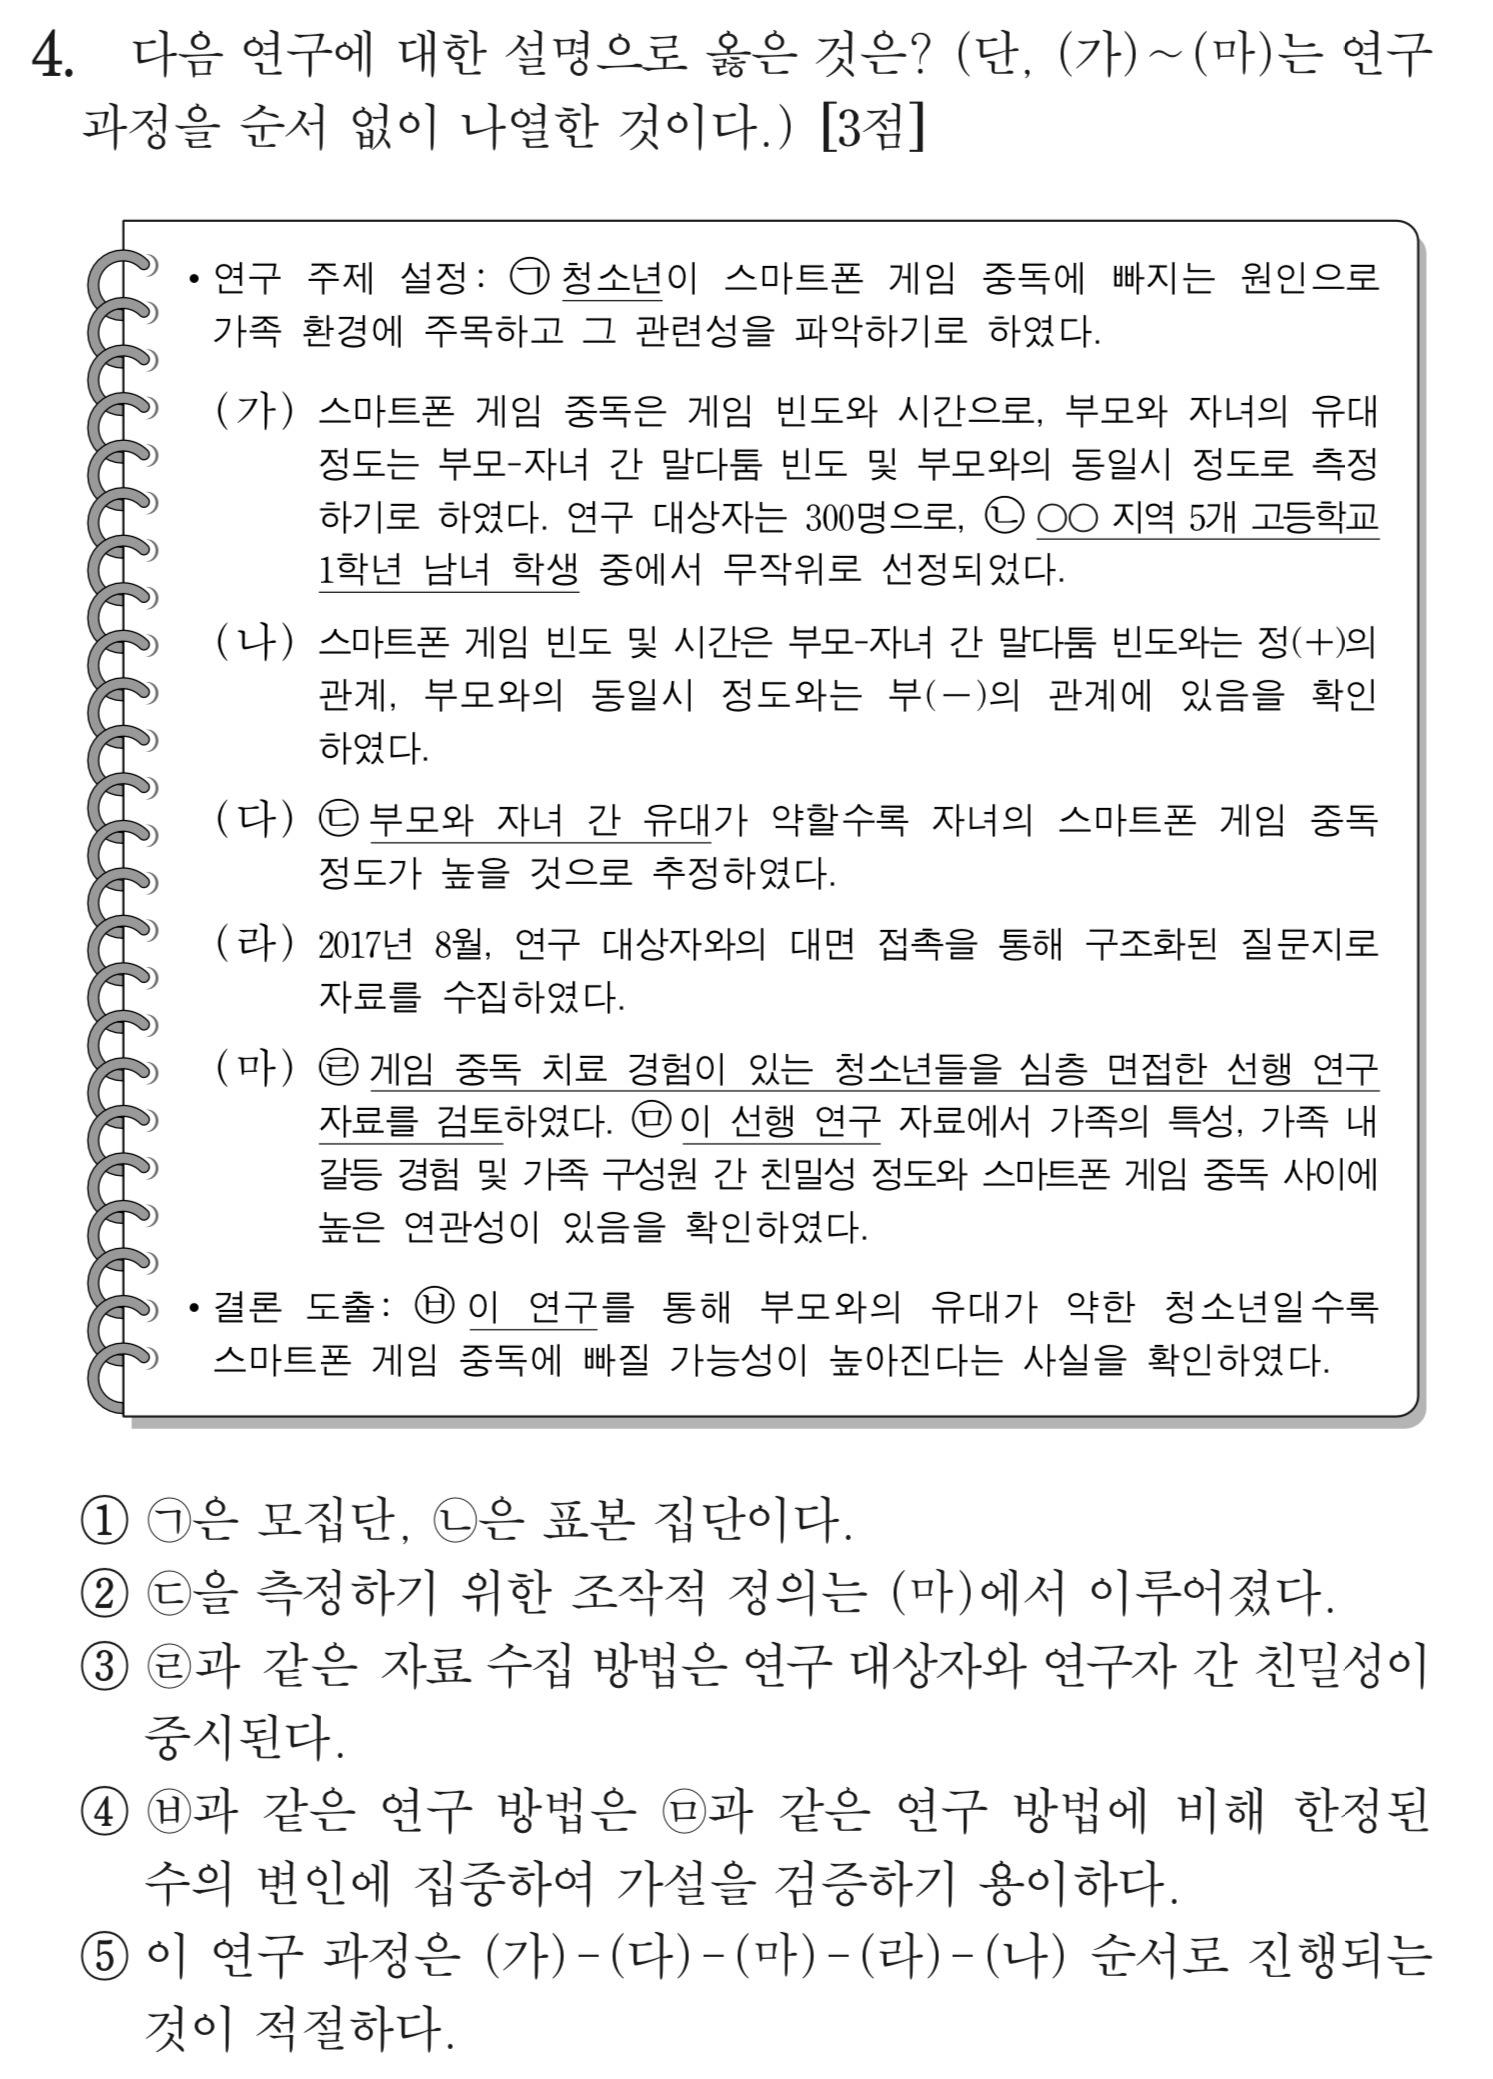 4. 다음 연구에 대한 설명으로 옳은 것은? (단, (가)~(마)는 연구
과정을 순서 없이 나열한 것이다.) [3점]
• 연구 주제 설정: ㉠ 청소년이 스마트폰 게임 중독에 빠지는 원인으로
가족 환경에 주목하고 그 관련성을 파악하기로 하였다.
(가) 스마트폰 게임 중독은 게임 빈도와 시간으로, 부모와 자녀의 유대
정도는 부모-자녀 간 말다툼 빈도 및 부모와의 동일시 정도로 측정
하기로 하였다. 연구 대상자는 300명으로, ㉡ ○○ 지역 5개 고등학교
1학년 남녀 학생 중에서 무작위로 선정되었다.
(나) 스마트폰 게임 빈도 및 시간은 부모-자녀 간 말다툼 빈도와는 정(+)의
관계, 부모와의 동일시 정도와는 부(-)의 관계에 있음을 확인
하였다.
(다) ㉢ 부모와 자녀 간 유대가 약할수록 자녀의 스마트폰 게임 중독
정도가 높을 것으로 추정하였다.
(라) 2017년 8월, 연구 대상자와의 대면 접촉을 통해 구조화된 질문지로
자료를 수집하였다.
(마) ㉣ 게임 중독 치료 경험이 있는 청소년들을 심층 면접한 선행 연구
자료를 검토하였다. ㉤ 이 선행 연구 자료에서 가족의 특성, 가족 내
갈등 경험 및 가족 구성원 간 친밀성 정도와 스마트폰 게임 중독 사이에
높은 연관성이 있음을 확인하였다.
• 결론 도출: ㉥ 이 연구를 통해 부모와의 유대가 약한 청소년일수록
스마트폰 게임 중독에 빠질 가능성이 높아진다는 사실을 확인하였다.
① ㉠은 모집단, ㉡은 표본 집단이다.
② ㉢을 측정하기 위한 조작적 정의는 (마)에서 이루어졌다.
③ ㉣과 같은 자료 수집 방법은 연구 대상자와 연구자 간 친밀성이
중시된다.
④ ㉥과 같은 연구 방법은 ㉤과 같은 연구 방법에 비해 한정된
수의 변인에 집중하여 가설을 검증하기 용이하다.
⑤ 이 연구 과정은 (가)-(다)-(마)-(라)-(나) 순서로 진행되는
것이 적절하다.